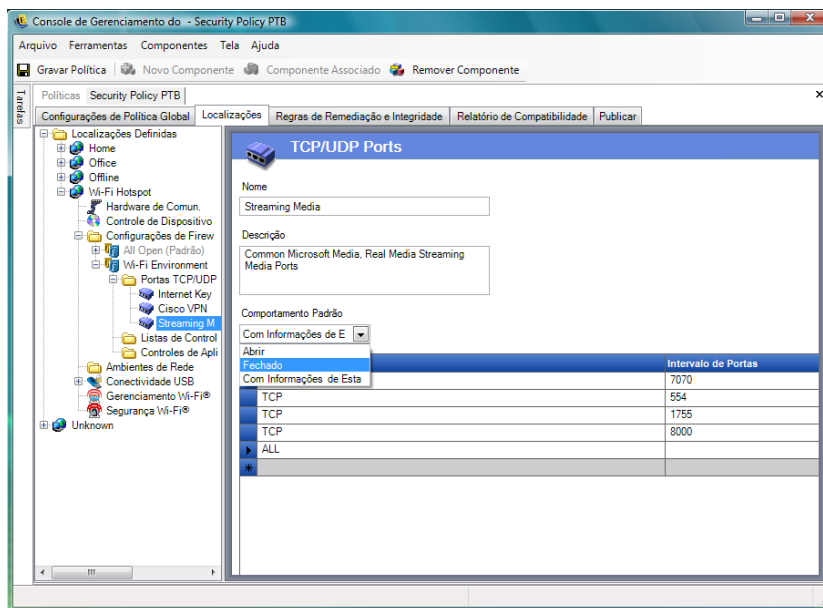 Console de Gerenciamento do - Security Policy PTB
Arquivo Ferramentas Componentes Tela Ajuda
Gravar Política Novo Componente Componente Associado Remover Componente
Tarefas
Políticas Security Policy PTB
Configurações de Política Global Localizações Regras de Remediação e Integridade Relatório de Compatibilidade Publicar
Localizações Definidas
Home
Office
Offline
Wi-Fi Hotspot
Hardware de Comun.
Controle de Dispositivo
Configurações de Firew
All Open (Padrão)
Wi-Fi Environment
Portas TCP/UDP
Internet Key
Cisco VPN
Streaming M
Listas de Control
Controles de Apli
Ambientes de Rede
Conectividade USB
Gerenciamento Wi-Fi®
Segurança Wi-Fi®
Unknown
TCP/UDP Ports
Nome
Streaming Media
Descrição
Common Microsoft Media, Real Media Streaming
Media Ports
Comportamento Padrão
Com Informações de E
Abrir
Fechado
Com Informações de Esta
Intervalo de Portas
7070
TCP 554
TCP 1755
TCP 8000
ALL